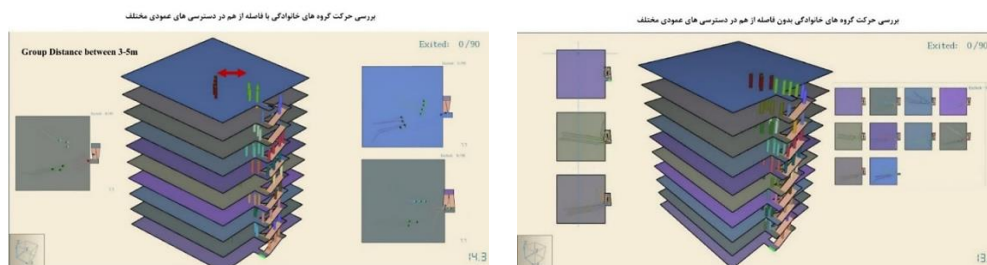 بررسی حرکت گروه های خانوادگی با فاصله از هم در دسترسی های عمودی مختلف
Group Distance between 3-5m
Exited: 0/90
14.3
بررسی حرکت گروه های خانوادگی بدون فاصله از هم در دسترسی های عمودی مختلف
Exited: 0/90
13.